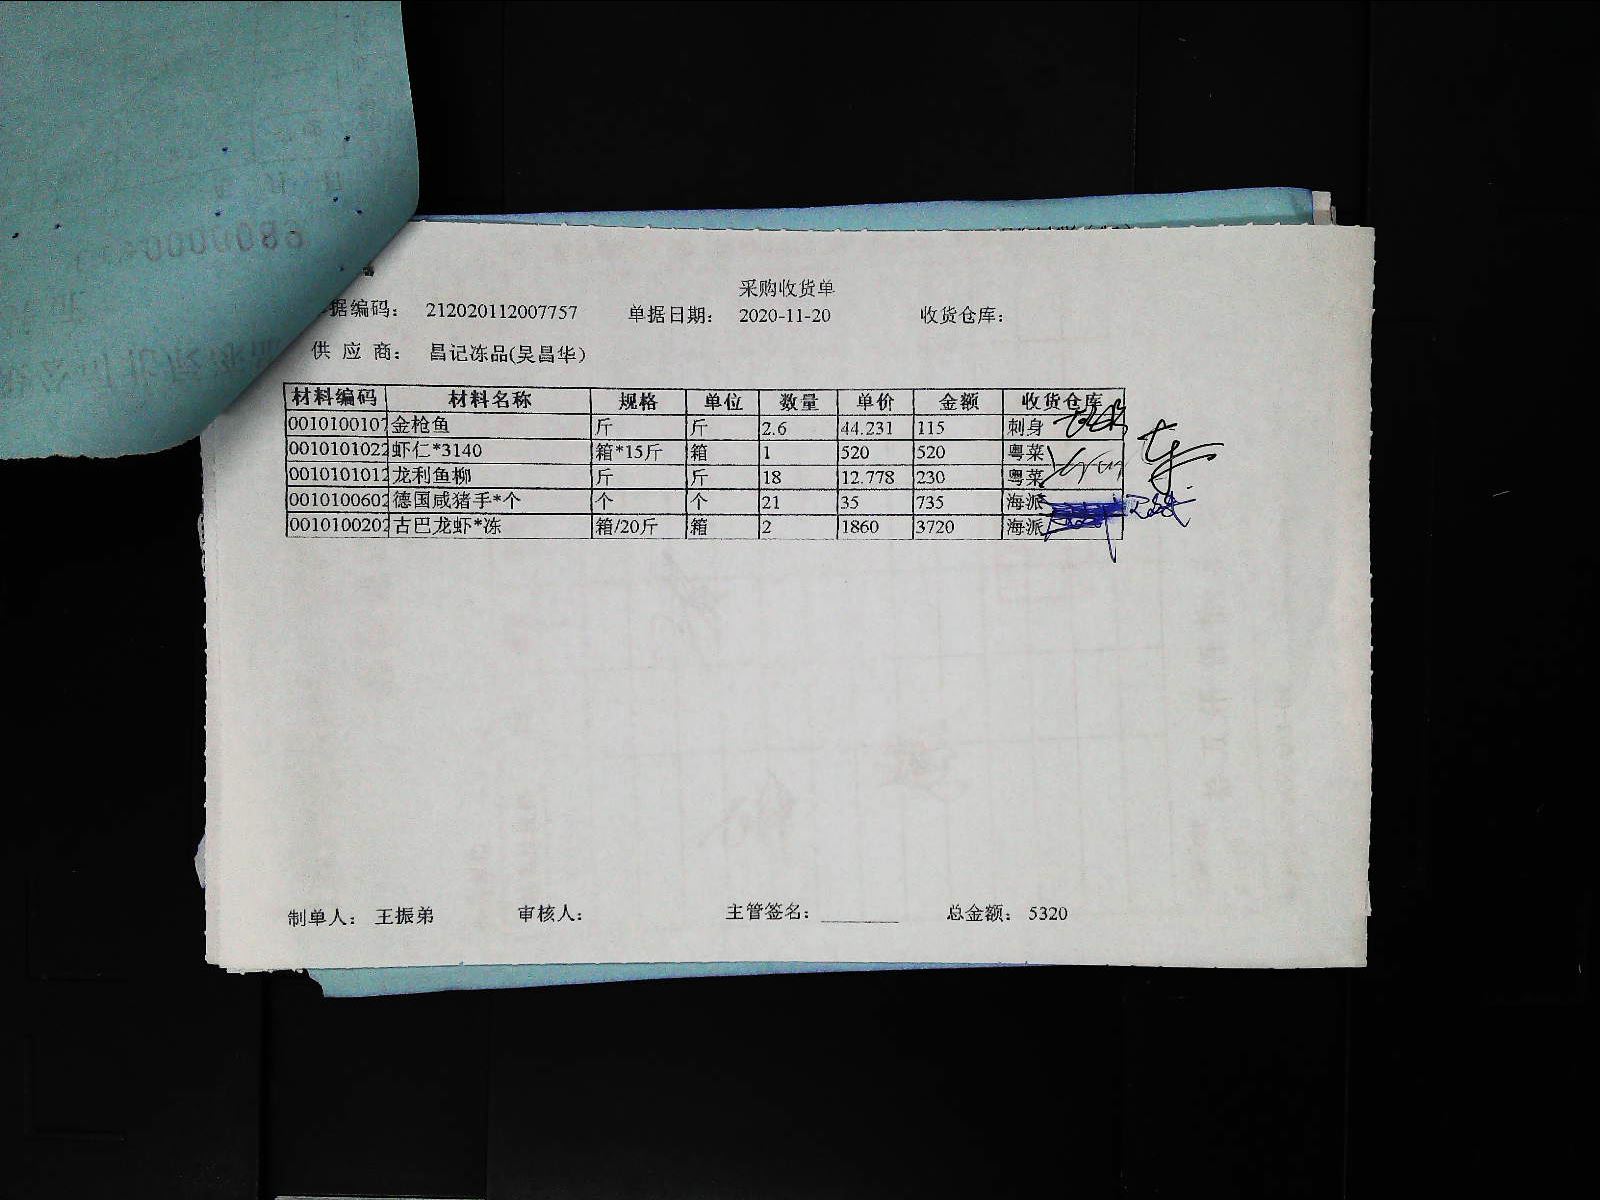 采购收货单
据编码： 212020112007757 单据日期： 2020-11-20 收货仓库：
供 应 商： 昌记冻品(吴昌华)
材料编码 材料名称 规格 单位 数量 单价 金额 收货仓库
0010100107 金枪鱼 斤 斤 2.6 44.231 115 刺身
0010101022 虾仁*3140 箱*15斤 箱 1 520 520 粤菜
0010101012 龙利鱼柳 斤 斤 18 12.778 230 粤菜
0010100602 德国咸猪手*个 个 个 21 35 735 海派
0010100202 古巴龙虾*冻 箱/20斤 箱 2 1860 3720 海派
制单人： 王振弟 审核人： 主管签名：________ 总金额： 5320